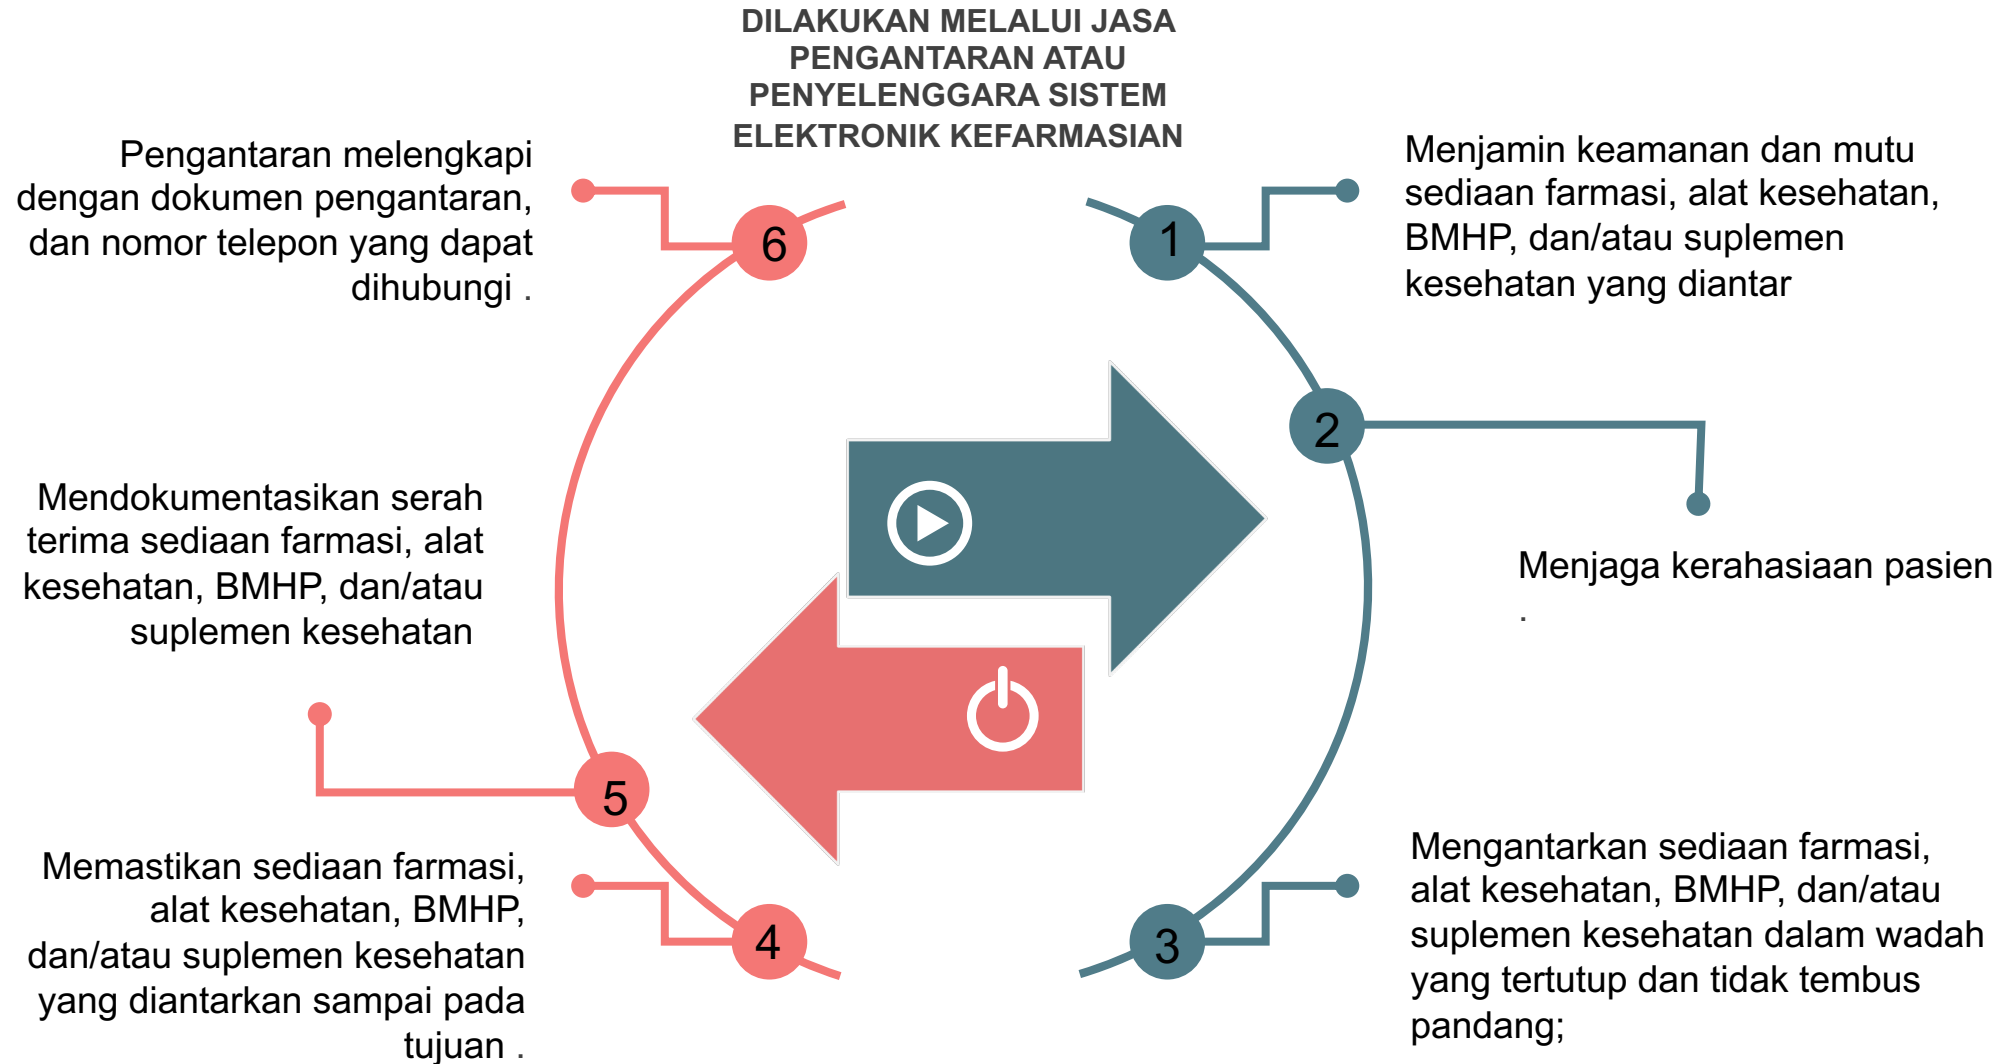 DILAKUKAN MELALUI JASA
PENGANTARAN ATAU
PENYELENGGARA SISTEM
ELEKTRONIK KEFARMASIAN
1
Menjamin keamanan dan mutu
sediaan farmasi, alat kesehatan,
BMHP, dan/atau suplemen
kesehatan yang diantar
2
Menjaga kerahasiaan pasien
.
3
Mengantarkan sediaan farmasi,
alat kesehatan, BMHP, dan/atau
suplemen kesehatan dalam wadah
yang tertutup dan tidak tembus
pandang;
4
Memastikan sediaan farmasi,
alat kesehatan, BMHP,
dan/atau suplemen kesehatan
yang diantarkan sampai pada
tujuan .
5
Mendokumentasikan serah
terima sediaan farmasi, alat
kesehatan, BMHP, dan/atau
suplemen kesehatan
6
Pengantaran melengkapi
dengan dokumen pengantaran,
dan nomor telepon yang dapat
dihubungi .